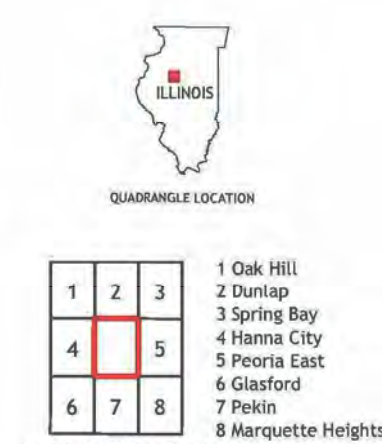 ILLINOIS
QUADRANGLE LOCATION
1 2 3
4 5
6 7 8
1 Oak Hill
2 Dunlap
3 Spring Bay
4 Hanna City
5 Peoria East
6 Glasford
7 Pekin
8 Marquette Heights